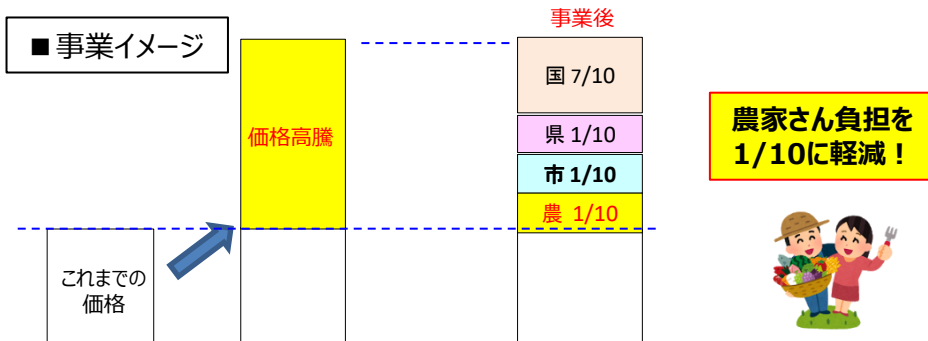 ■事業イメージ
事業後
価格高騰
国 7/10
県 1/10
市 1/10
農 1/10
これまでの
価格
農家さん負担を
1/10に軽減！